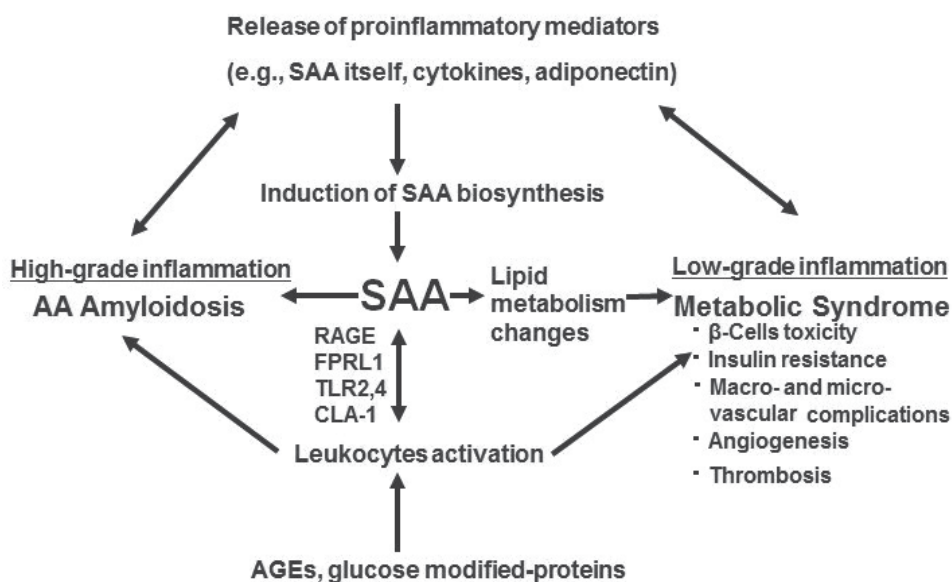 Release of proinflammatory mediators
(e.g., SAA itself, cytokines, adiponectin)
Induction of SAA biosynthesis
High-grade inflammation
AA Amyloidosis
SAA
Lipid
metabolism
changes
Low-grade inflammation
Metabolic Syndrome
· β-Cells toxicity
· Insulin resistance
· Macro- and micro-
vascular complications
· Angiogenesis
· Thrombosis
RAGE
FPRL1
TLR2,4
CLA-1
Leukocytes activation
AGEs, glucose modified-proteins